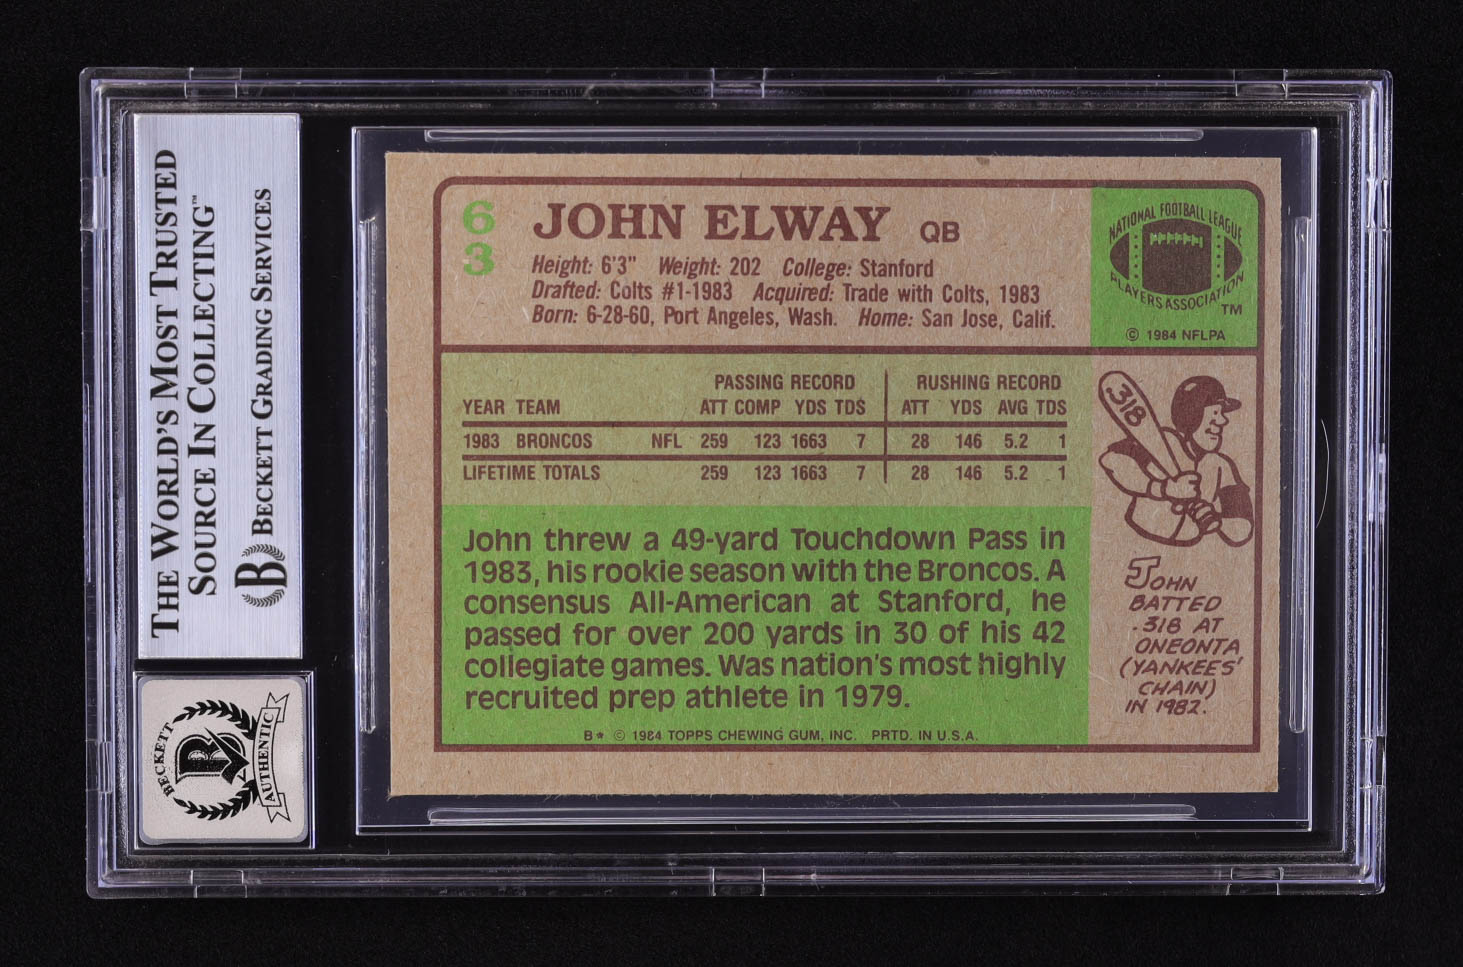 THE WORLD'S MOST TRUSTED
SOURCE IN COLLECTING™
BECKETT GRADING SERVICES
B
BECKETT
B
AUTHENTIC
63
JOHN ELWAY QB
Height: 6'3" Weight: 202 College: Stanford
Drafted: Colts #1-1983 Acquired: Trade with Colts, 1983
Born: 6-28-60, Port Angeles, Wash. Home: San Jose, Calif.
NATIONAL FOOTBALL LEAGUE
PLAYERS ASSOCIATION
TM
© 1984 NFLPA
PASSING RECORD RUSHING RECORD
YEAR TEAM ATT COMP YDS TDS ATT YDS AVG TDS
1983 BRONCOS NFL 259 123 1663 7 28 146 5.2 1
LIFETIME TOTALS 259 123 1663 7 28 146 5.2 1
John threw a 49-yard Touchdown Pass in
1983, his rookie season with the Broncos. A
consensus All-American at Stanford, he
passed for over 200 yards in 30 of his 42
collegiate games. Was nation's most highly
recruited prep athlete in 1979.
B* © 1984 TOPPS CHEWING GUM, INC. PRTD. IN U.S.A.
.318
JOHN
BATTED
.318 AT
ONEONTA
(YANKEES'
CHAIN)
IN 1982.